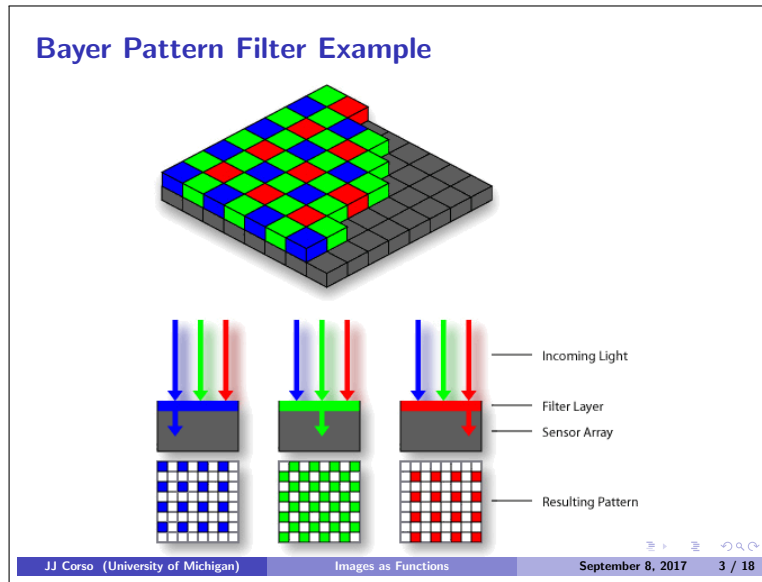 Bayer Pattern Filter Example
Incoming Light
Filter Layer
Sensor Array
Resulting Pattern
JJ Corso (University of Michigan) Images as Functions September 8, 2017 3 / 18